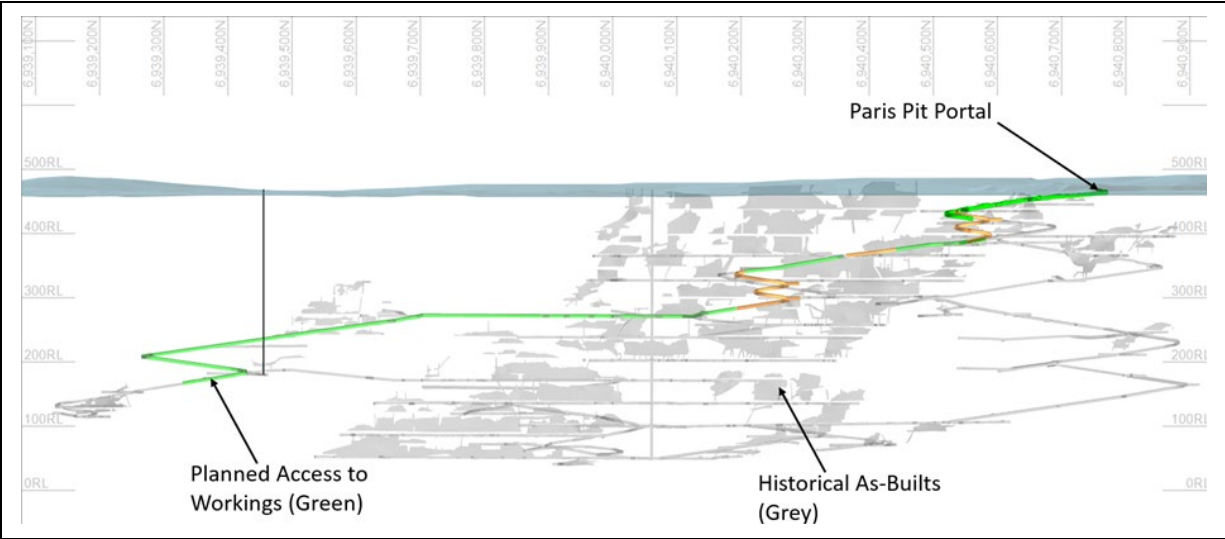 6,939,100N
6,939,200N
6,939,300N
6,939,400N
6,939,500N
6,939,600N
6,939,700N
6,939,800N
6,939,900N
6,940,000N
6,940,100N
6,940,200N
6,940,300N
6,940,400N
6,940,500N
6,940,600N
6,940,700N
6,940,800N
6,940,900N
Paris Pit Portal
500RL
500RL
400RL
400RL
300RL
300RL
200RL
200RL
100RL
100RL
Planned Access to
Workings (Green)
Historical As-Builts
(Grey)
0RL
0RL